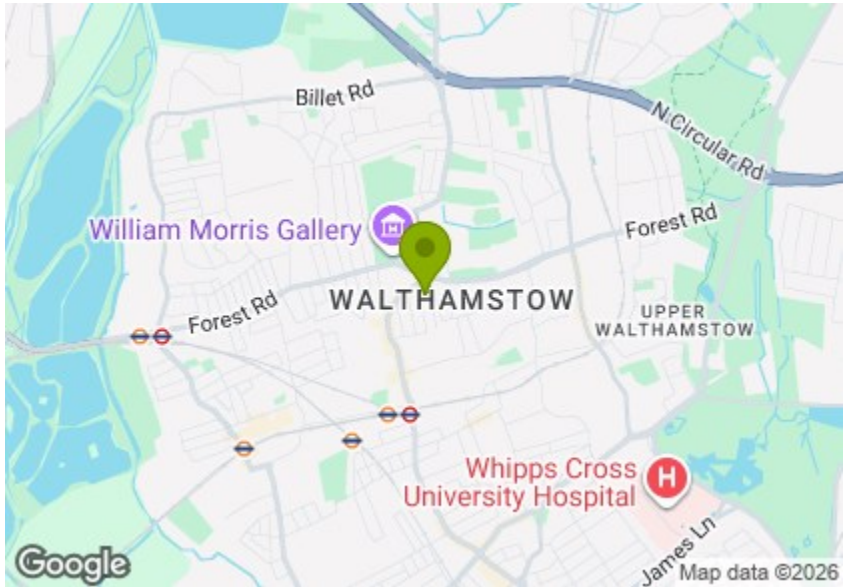 Billet Rd
N Circular Rd
William Morris Gallery
Forest Rd
WALTHAMSTOW
Forest Rd
UPPER
WALTHAMSTOW
Whipps Cross
University Hospital
H
James Ln
Google
Map data ©2026